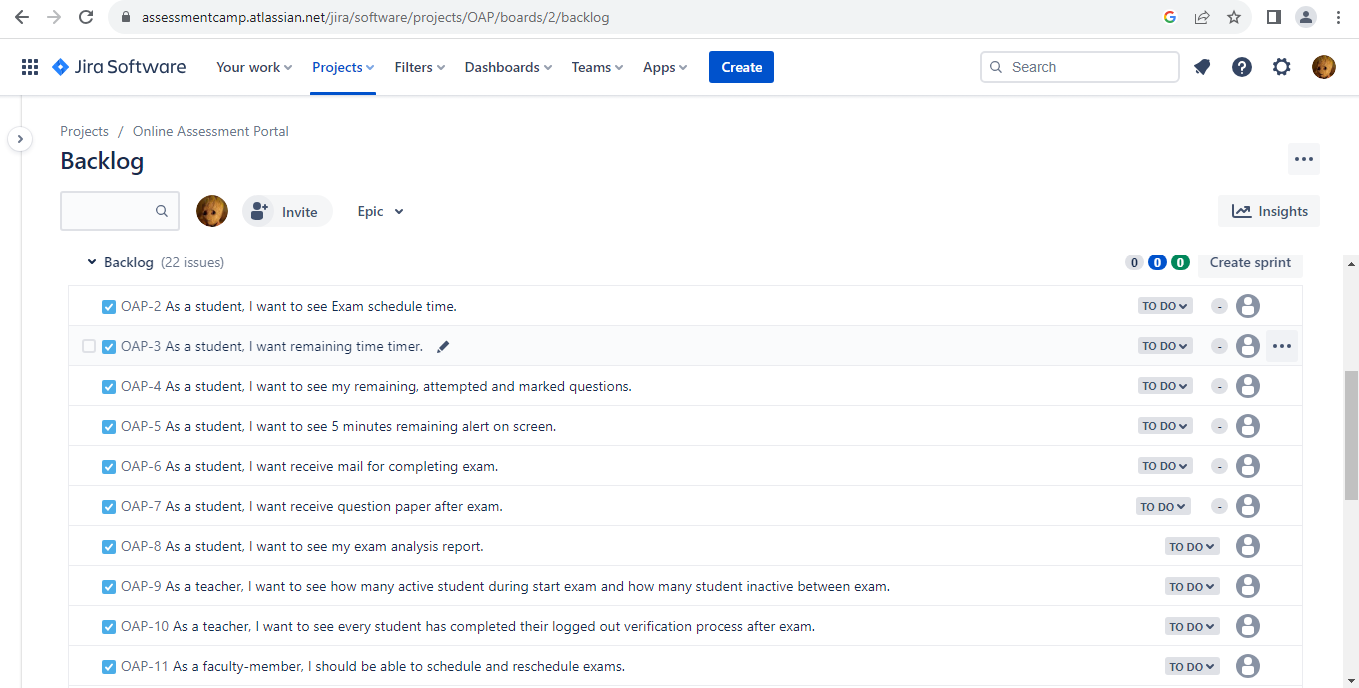 assessmentcamp.atlassian.net/jira/software/projects/OAP/boards/2/backlog
Jira Software Your work Projects Filters Dashboards Teams Apps Create Search
Projects / Online Assessment Portal
Backlog
Invite Epic Insights
Backlog (22 issues) 0 0 0 Create sprint
OAP-2 As a student, I want to see Exam schedule time. TO DO -
OAP-3 As a student, I want remaining time timer. TO DO -
OAP-4 As a student, I want to see my remaining, attempted and marked questions. TO DO -
OAP-5 As a student, I want to see 5 minutes remaining alert on screen. TO DO -
OAP-6 As a student, I want receive mail for completing exam. TO DO -
OAP-7 As a student, I want receive question paper after exam. TO DO -
OAP-8 As a student, I want to see my exam analysis report. TO DO
OAP-9 As a teacher, I want to see how many active student during start exam and how many student inactive between exam. TO DO
OAP-10 As a teacher, I want to see every student has completed their logged out verification process after exam. TO DO
OAP-11 As a faculty-member, I should be able to schedule and reschedule exams. TO DO